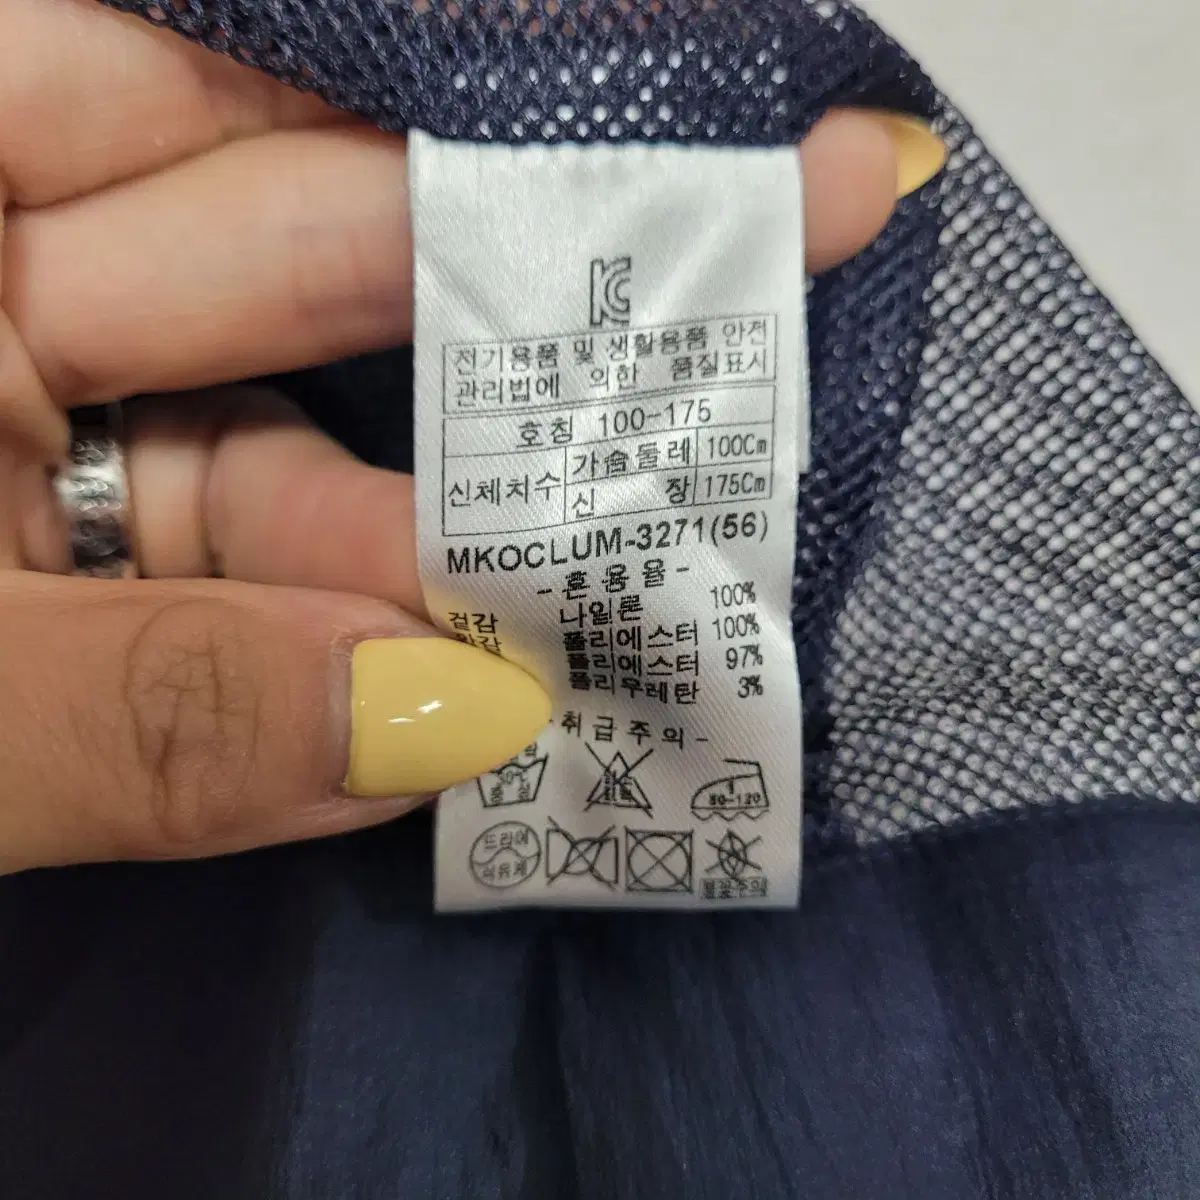 KC
전기용품 및 생활용품 안전
관리법에 의한 품질표시
호칭 100-175
신체치수 가슴둘레 100Cm
신 장 175Cm
MKOCLUM-3271(56)
-혼용율-
겉감 나일론 100%
폴리에스터 100%
폴리에스터 97%
폴리우레탄 3%
취급주의-
80-120
드라이
석유계